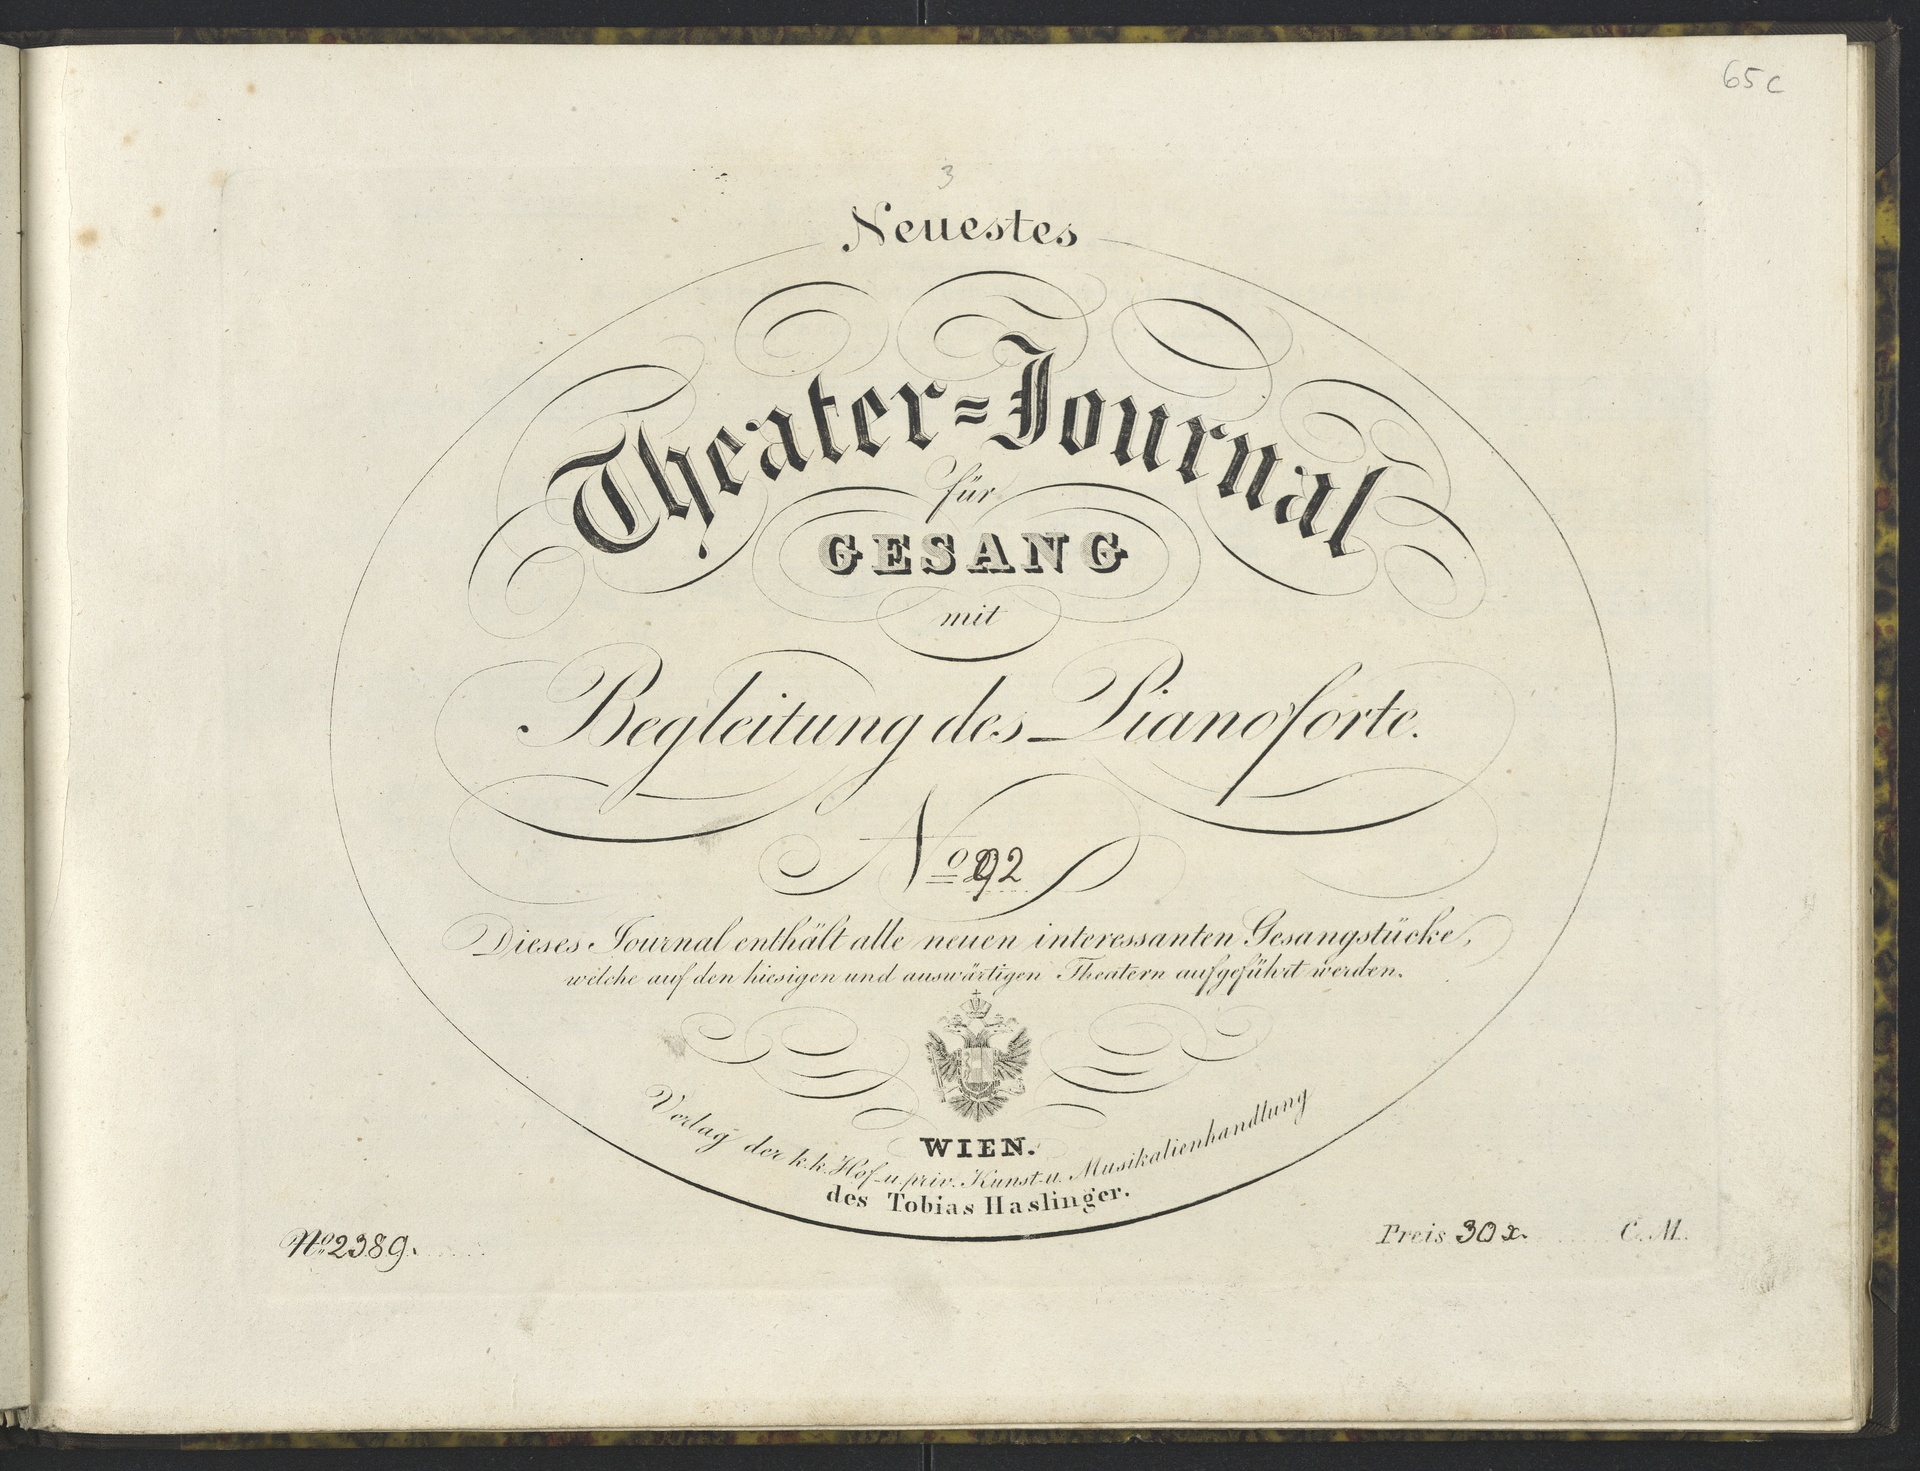 65c
3
Neuestes
Theater=Journal
für
GESANG
mit
Begleitung des Pianoforte.
No 92
Dieses Journal enthält alle neuen interessanten Gesangstücke,
welche auf den hiesigen und auswärtigen Theatern aufgeführt werden.
WIEN.
Verlag der k.k. Hof- u. priv. Kunst- u. Musikalienhandlung
des Tobias Haslinger.
No. 2389.
Preis 30 x. C. M.